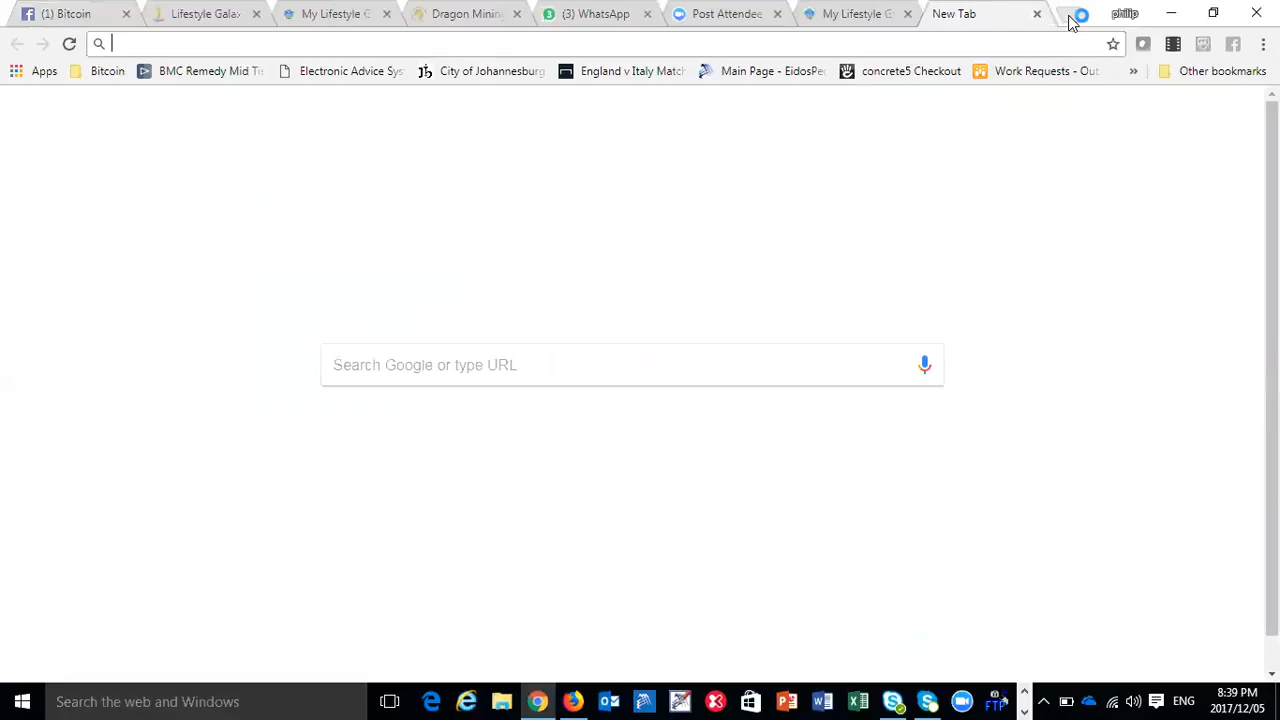 (1) Bitcoin
Lifestyle Gala
My Lifestyle G
Dragon Mining
(3) WhatsApp
Post Attendee
My Lifestyle G
New Tab
philip
Apps
Bitcoin
BMC Remedy Mid Ti
Electronic Advice Sys
City of Johannesburg
England v Italy Match
Main Page - EidosPe
concrete5 Checkout
Work Requests - Out
»
Other bookmarks
Search Google or type URL
Search the web and Windows
FTP
ENG
8:39 PM
2017/12/05